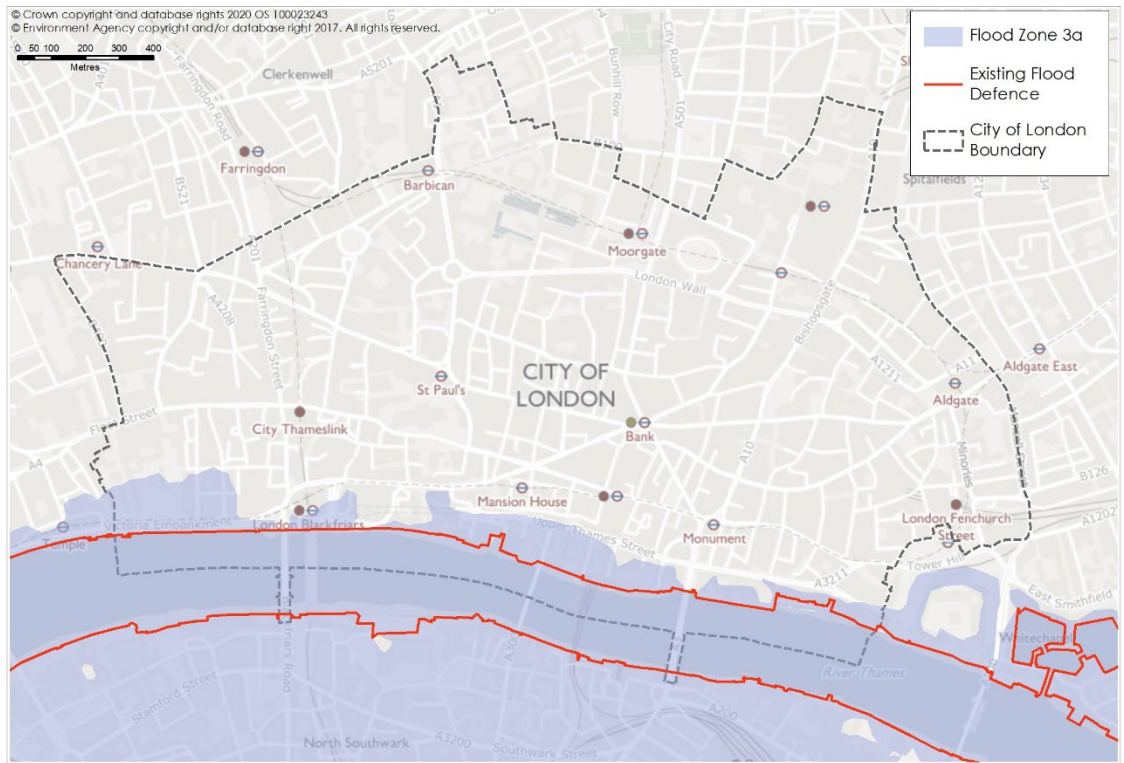 © Crown copyright and database rights 2020 OS 100023243
© Environment Agency copyright and/or database right 2017. All rights reserved.
0 50 100 200 300 400
Metres
Flood Zone 3a
Existing Flood
Defence
City of London
Boundary
Clerkenwell
A5201
Farringdon Road
Bunhill Row
City Road
A501
Farringdon
B521
Barbican
Spitalfields
Chancery Lane
A201
Moorgate
London Wall
A4208
Farringdon Street
Bishopsgate
A1211
A11
Aldgate East
CITY OF
LONDON
St Paul's
Aldgate
Fleet Street
City Thameslink
Bank
A4
A10
Minories
B126
Mansion House
London Fenchurch
Street
A1202
Victoria Embankment
London Blackfriars
Upper Thames Street
Monument
Temple
Tower Hill
A3211
East Smithfield
Whitechapel
A300
River Thames
Stamford Street
A200
North Southwark
A3200
Southwark Street